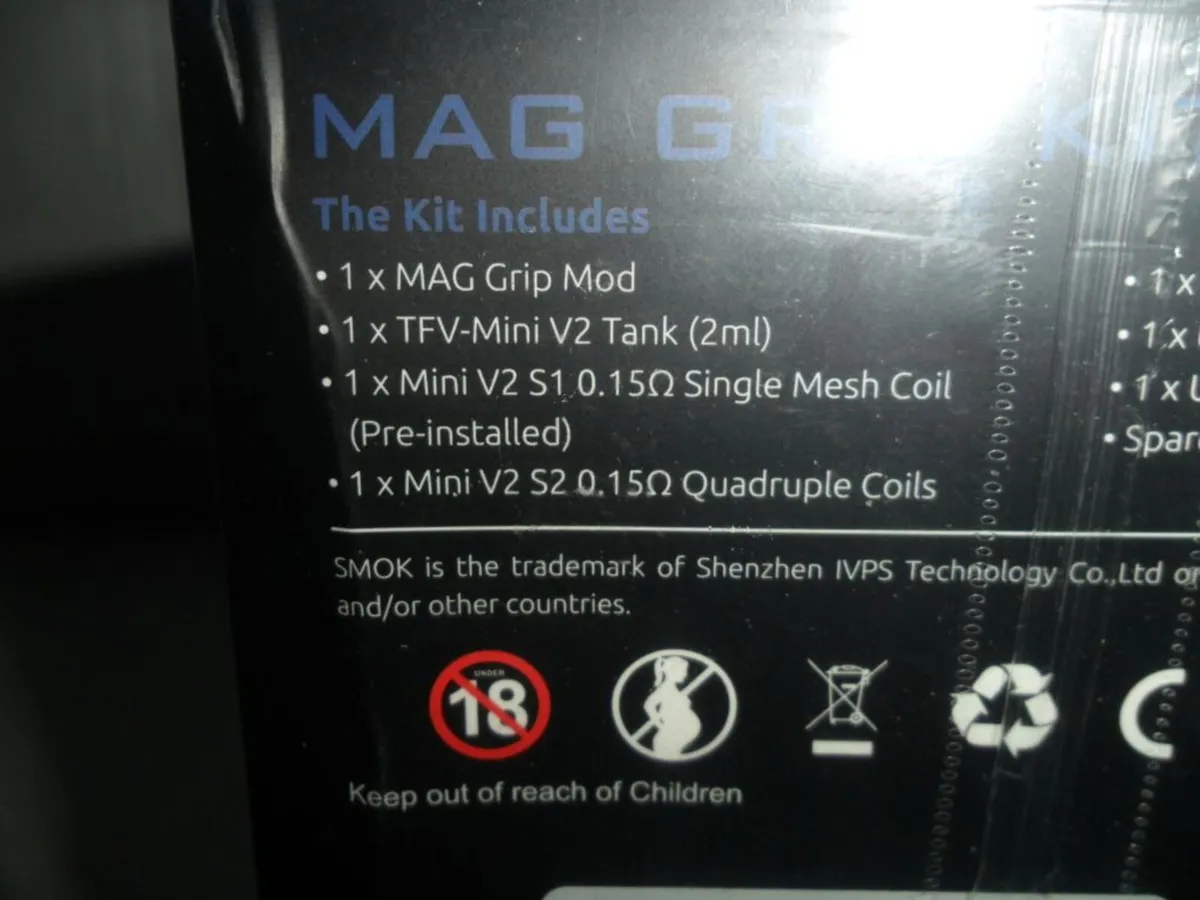 MAG GRIP KIT
The Kit Includes
• 1 x MAG Grip Mod
• 1 x TFV-Mini V2 Tank (2ml)
• 1 x Mini V2 S1 0.15Ω Single Mesh Coil
(Pre-installed)
• 1 x Mini V2 S2 0.15Ω Quadruple Coils
• 1 x
• 1 x
• 1 x
•
SMOK is the trademark of Shenzhen IVPS Technology Co.,Ltd
and/or other countries.
UNDER
18
Keep out of reach of Children